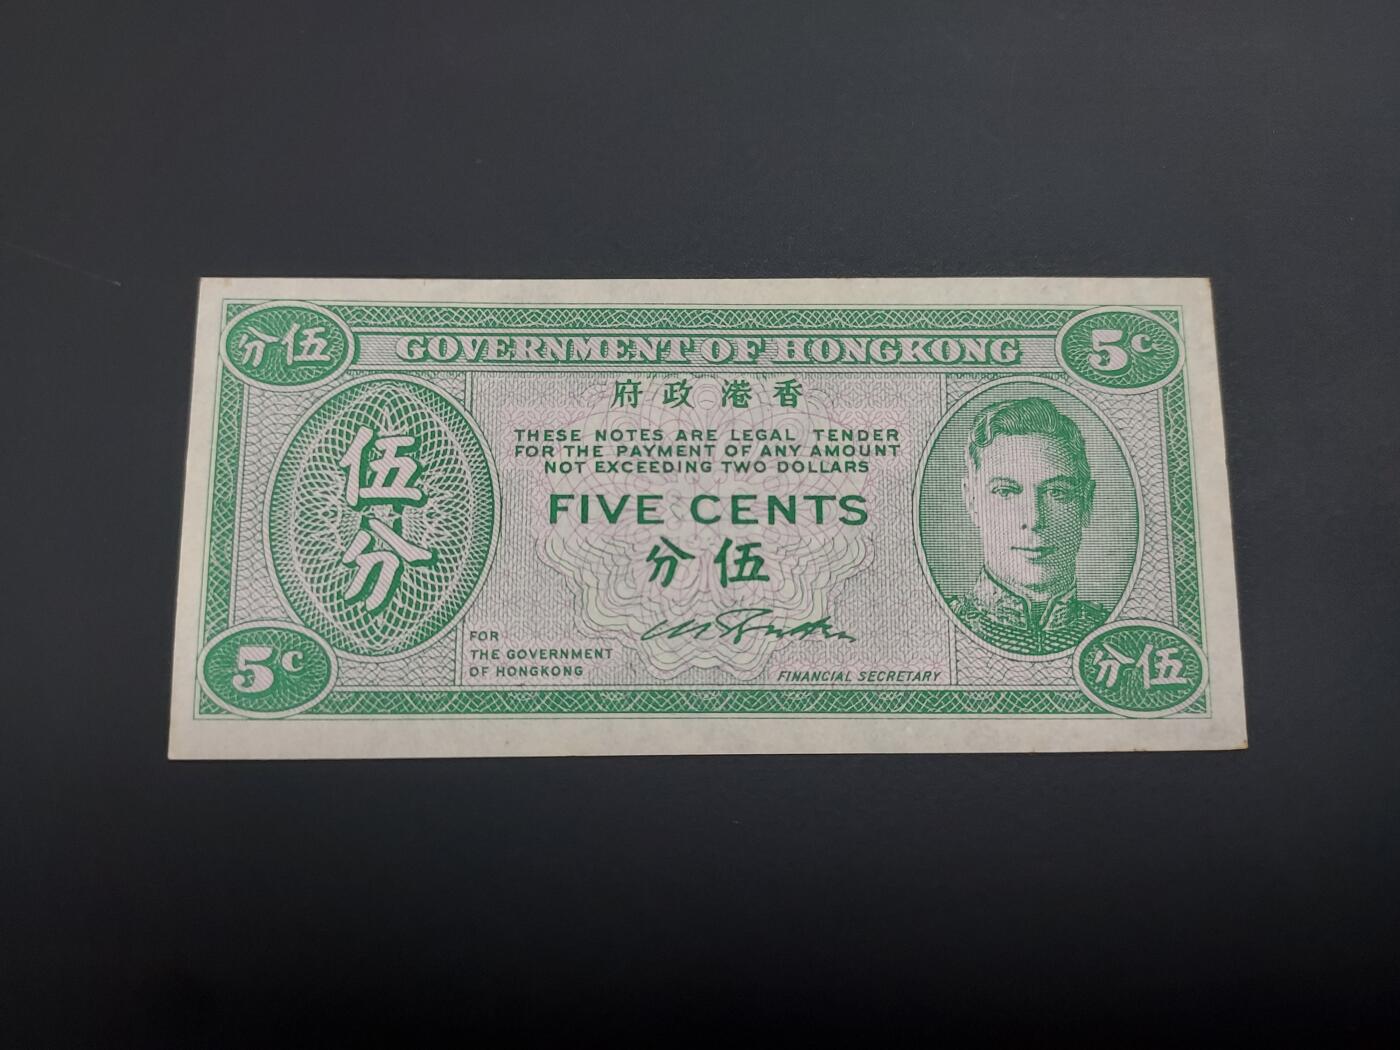 分伍
GOVERNMENT OF HONGKONG
5c
府政港香
伍分
THESE NOTES ARE LEGAL TENDER
FOR THE PAYMENT OF ANY AMOUNT
NOT EXCEEDING TWO DOLLARS
FIVE CENTS
分伍
FOR
THE GOVERNMENT
OF HONGKONG
FINANCIAL SECRETARY
5c
分伍